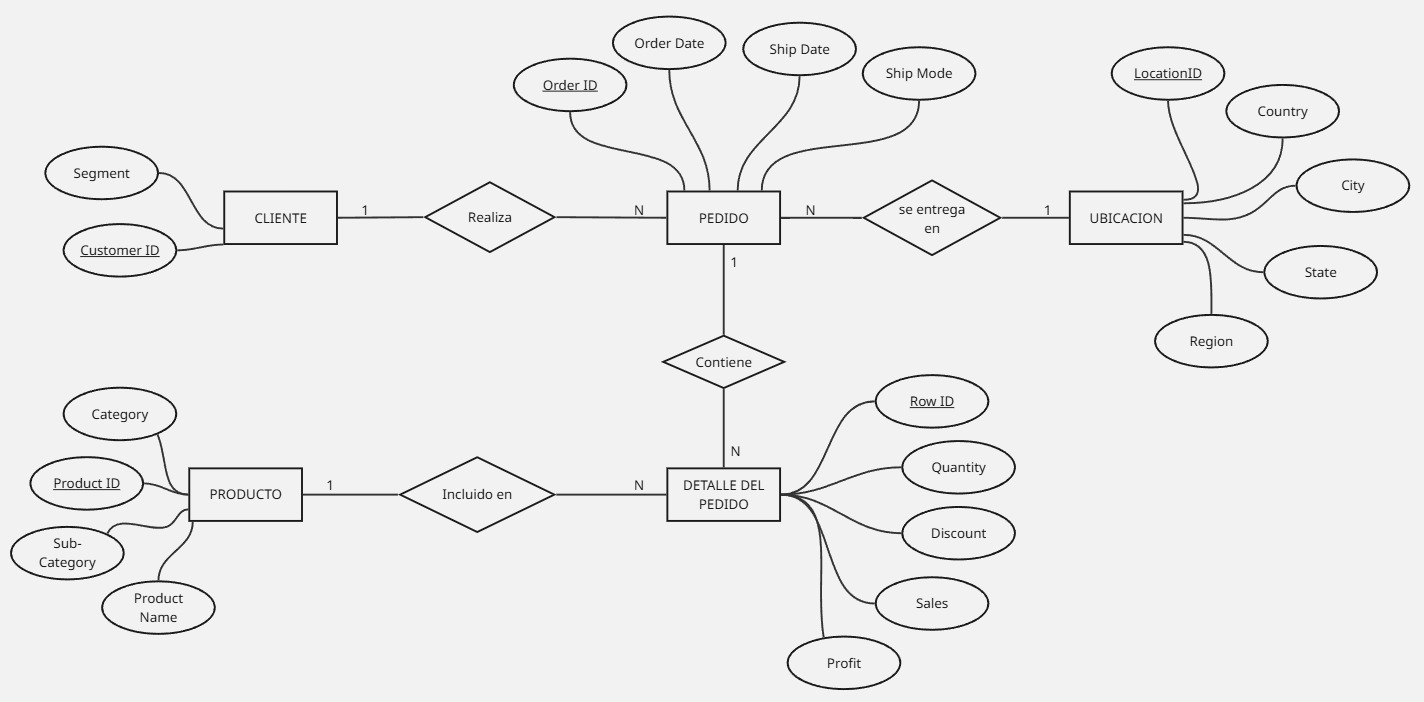 Order Date
Ship Date
Order ID
Ship Mode
LocationID
Country
Segment
City
CLIENTE
1
Realiza
N
PEDIDO
N
se entrega
en
1
UBICACION
Customer ID
1
State
Region
Contiene
Category
Row ID
N
Quantity
Product ID
PRODUCTO
1
Incluido en
N
DETALLE DEL
PEDIDO
Discount
Sub-
Category
Product
Name
Sales
Profit